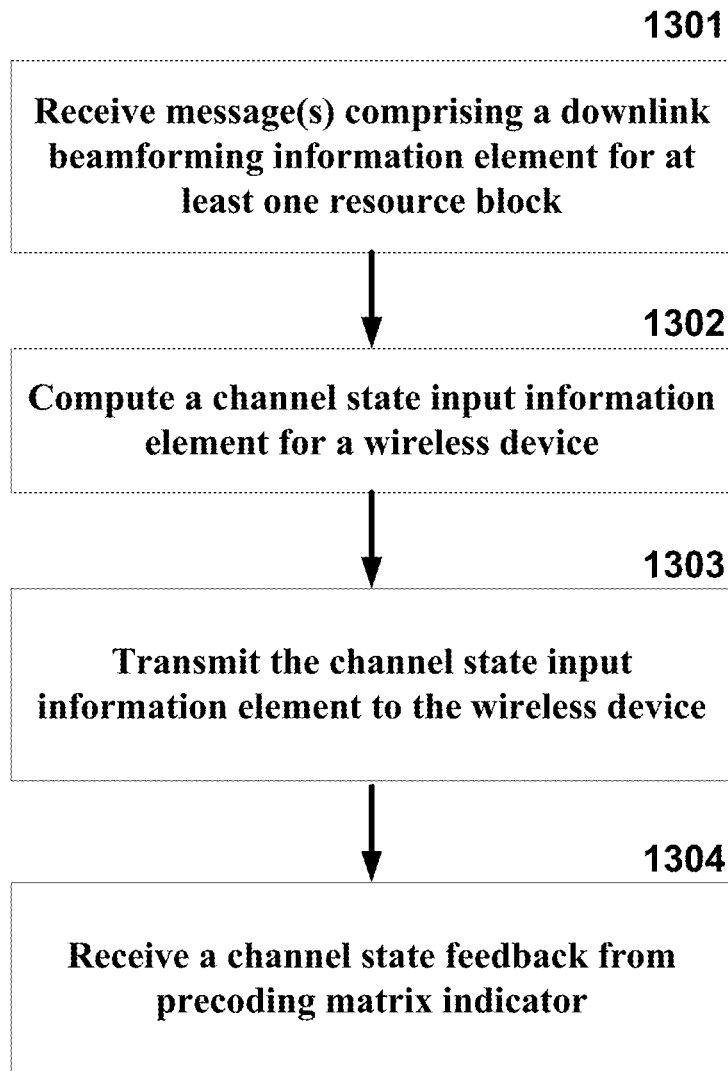 1301
Receive message(s) comprising a downlink
beamforming information element for at
least one resource block
1302
Compute a channel state input information
element for a wireless device
1303
Transmit the channel state input
information element to the wireless device
1304
Receive a channel state feedback from
precoding matrix indicator